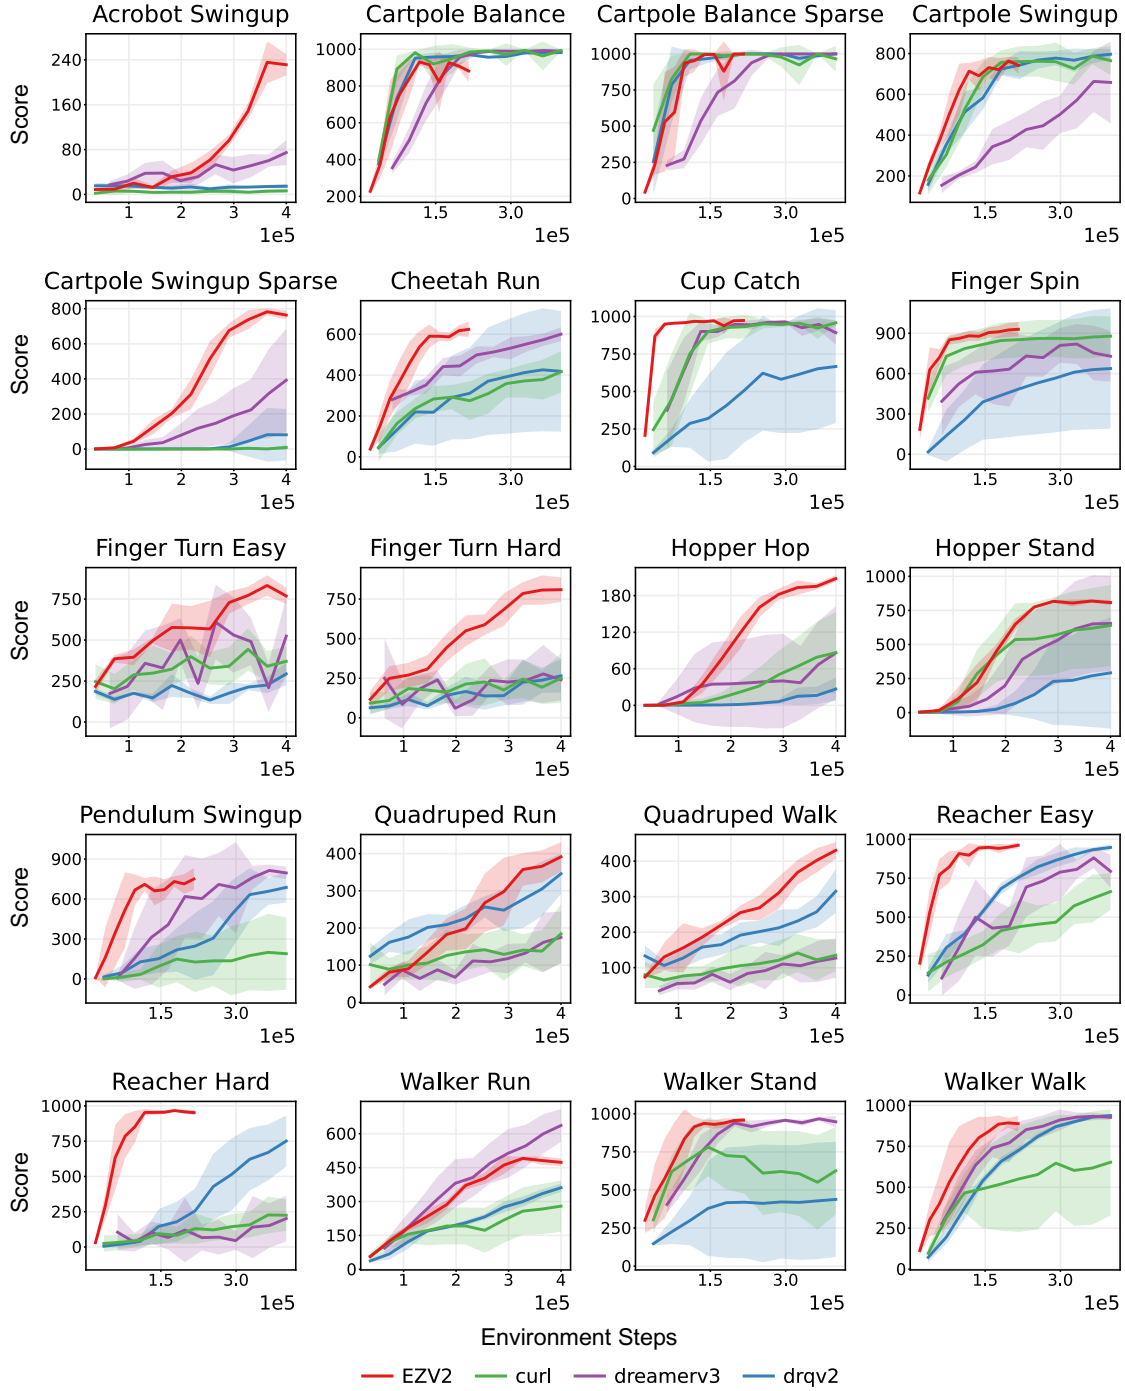 Acrobot Swingup Cartpole Balance Cartpole Balance Sparse Cartpole Swingup
Score
240
160
80
0
1 2 3 4
1e5
1000
800
600
400
200
1.5 3.0
1e5
1000
750
500
250
0
1.5 3.0
1e5
800
600
400
200
1.5 3.0
1e5
Cartpole Swingup Sparse Cheetah Run Cup Catch Finger Spin
Score
800
600
400
200
0
1 2 3 4
1e5
600
400
200
0
1.5 3.0
1e5
1000
750
500
250
0
1.5 3.0
1e5
900
600
300
0
1.5 3.0
1e5
Finger Turn Easy Finger Turn Hard Hopper Hop Hopper Stand
Score
750
500
250
0
1 2 3 4
1e5
750
500
250
0
1 2 3 4
1e5
180
120
60
0
1 2 3 4
1e5
1000
750
500
250
0
1 2 3 4
1e5
Pendulum Swingup Quadruped Run Quadruped Walk Reacher Easy
Score
900
600
300
0
1.5 3.0
1e5
400
300
200
100
0
1 2 3 4
1e5
400
300
200
100
1 2 3 4
1e5
1000
750
500
250
0
1.5 3.0
1e5
Reacher Hard Walker Run Walker Stand Walker Walk
Score
1000
750
500
250
0
1.5 3.0
1e5
600
450
300
150
0
1 2 3 4
1e5
1000
750
500
250
0
1.5 3.0
1e5
1000
750
500
250
0
1.5 3.0
1e5
Environment Steps
EZV2 curl dreamerv3 drqv2